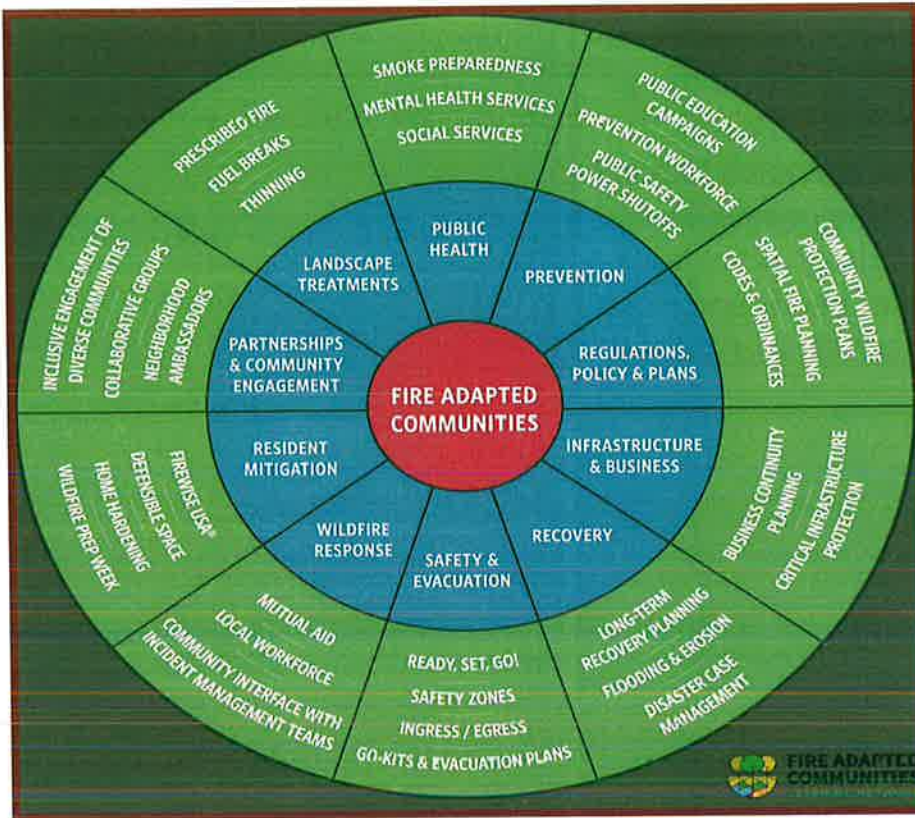 SMOKE PREPAREDNESS
MENTAL HEALTH SERVICES
SOCIAL SERVICES
PUBLIC EDUCATION
CAMPAIGNS
PREVENTION WORKFORCE
PUBLIC SAFETY
POWER SHUTOFFS
COMMUNITY WILDFIRE
PROTECTION PLANS
SPATIAL FIRE PLANNING
CODES & ORDINANCES
BUSINESS CONTINUITY
PLANNING
CRITICAL INFRASTRUCTURE
PROTECTION
LONG-TERM
RECOVERY PLANNING
FLOODING & EROSION
DISASTER CASE
MANAGEMENT
READY, SET, GO!
SAFETY ZONES
INGRESS / EGRESS
GO-KITS & EVACUATION PLANS
MUTUAL AID
LOCAL WORKFORCE
COMMUNITY INTERFACE WITH
INCIDENT MANAGEMENT TEAMS
FIREWISE USA®
DEFENSIBLE SPACE
HOME HARDENING
WILDFIRE PREP WEEK
INCLUSIVE ENGAGEMENT OF
DIVERSE COMMUNITIES
COLLABORATIVE GROUPS
NEIGHBORHOOD
AMBASSADORS
PRESCRIBED FIRE
FUEL BREAKS
THINNING
PUBLIC
HEALTH
PREVENTION
REGULATIONS,
POLICY & PLANS
INFRASTRUCTURE
& BUSINESS
RECOVERY
SAFETY &
EVACUATION
WILDFIRE
RESPONSE
RESIDENT
MITIGATION
PARTNERSHIPS
& COMMUNITY
ENGAGEMENT
LANDSCAPE
TREATMENTS
FIRE ADAPTED
COMMUNITIES
FIRE ADAPTED
COMMUNITIES